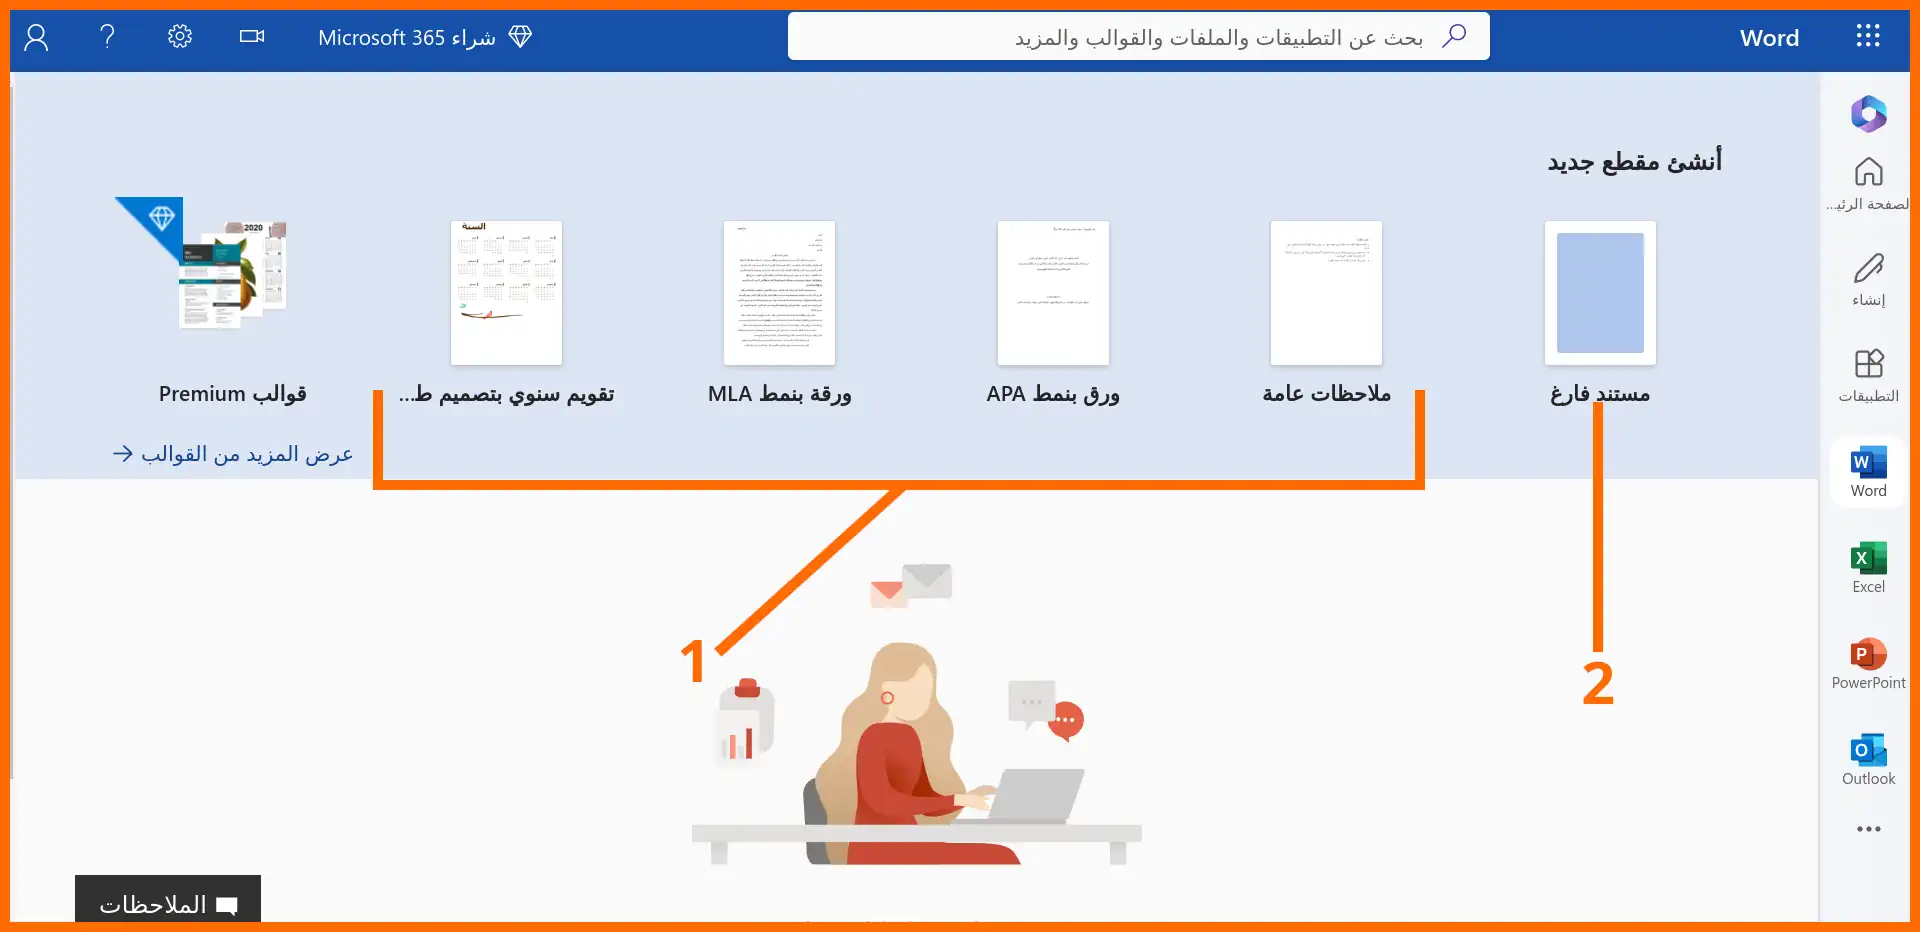 Word
بحث عن التطبيقات والملفات والقوالب والمزيد
شراء Microsoft 365
أنشئ مقطع جديد
مستند فارغ
ملاحظات عامة
ورق بنمط APA
ورقة بنمط MLA
تقويم سنوي بتصميم ط...
قوالب Premium
السنة
2020
عرض المزيد من القوالب
1
2
لصفحة الرئيـ...
إنشاء
التطبيقات
Word
Excel
PowerPoint
Outlook
الملاحظات